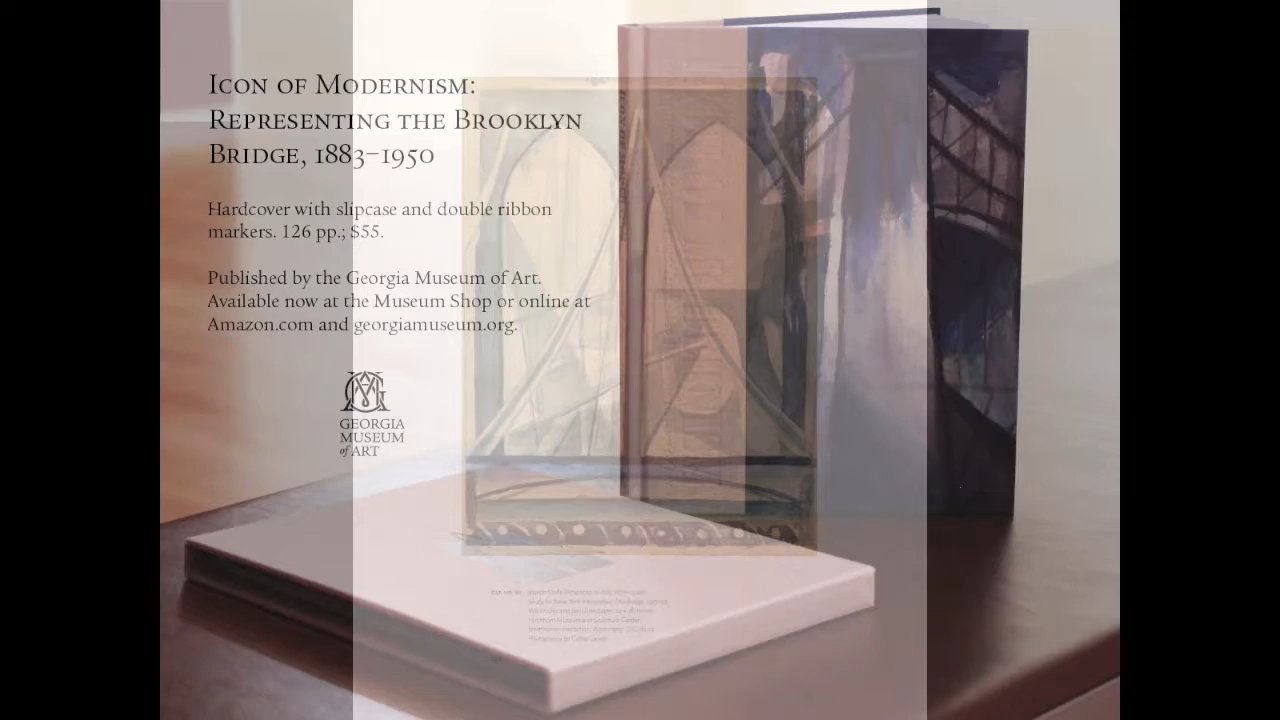 Icon of Modernism:
Representing the Brooklyn
Bridge, 1883–1950
Hardcover with slipcase and double ribbon
markers. 126 pp.; $55.
Published by the Georgia Museum of Art.
Available now at the Museum Shop or online at
Amazon.com and georgiamuseum.org.
GEORGIA
MUSEUM
of ART